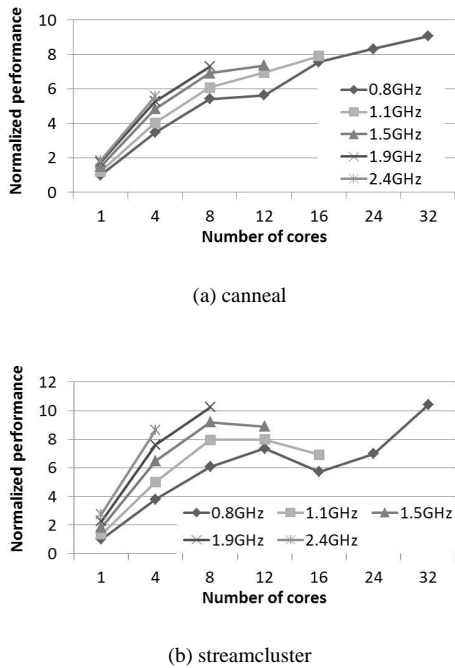 Normalized performance
10
8
6
4
2
0
0.8GHz
1.1GHz
1.5GHz
1.9GHz
2.4GHz
1 4 8 12 16 24 32
Number of cores
(a) canneal
Normalized performance
12
10
8
6
4
2
0
0.8GHz 1.1GHz 1.5GHz
1.9GHz 2.4GHz
1 4 8 12 16 24 32
Number of cores
(b) streamcluster